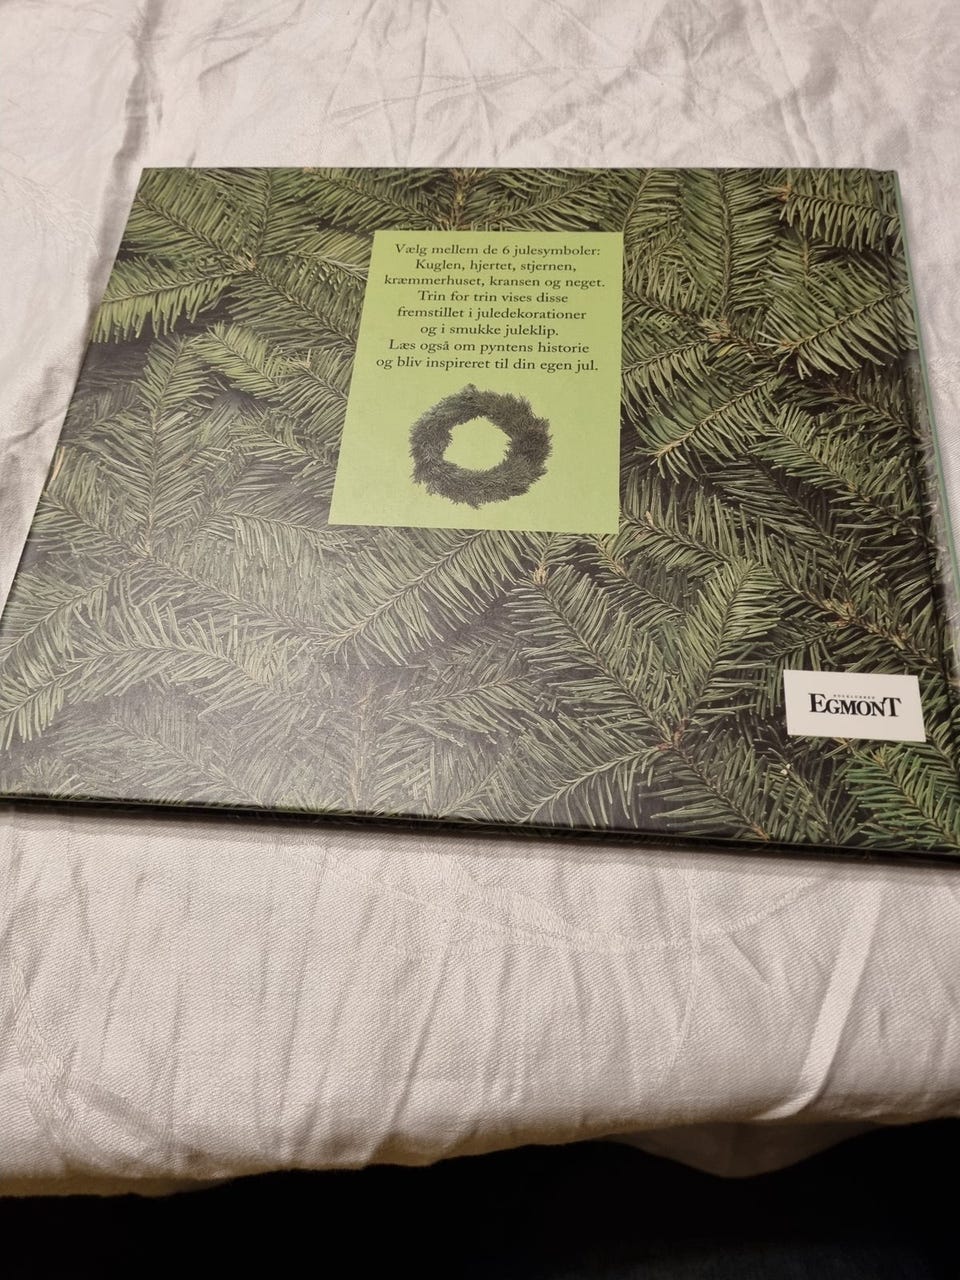 Vælg mellem de 6 julesymboler:
Kuglen, hjertet, stjernen,
kræmmerhuset, kransen og neget.
Trin for trin vises disse
fremstillet i juledekorationer
og i smukke juleklip.
Læs også om pyntens historie
og bliv inspireret til din egen jul.
BOGKLUBBEN
EGMONT